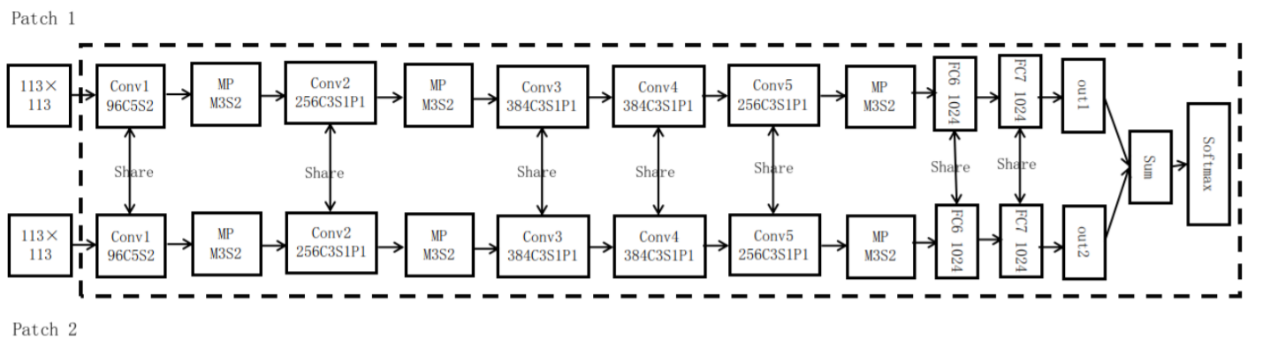 Patch 1
113×
113
Conv1
96C5S2
MP
M3S2
Conv2
256C3S1P1
MP
M3S2
Conv3
384C3S1P1
Conv4
384C3S1P1
Conv5
256C3S1P1
MP
M3S2
FC6 1024
FC7 1024
out1
Share
Share
Share
Share
Share
Share
Share
Sum
Softmax
113×
113
Conv1
96C5S2
MP
M3S2
Conv2
256C3S1P1
MP
M3S2
Conv3
384C3S1P1
Conv4
384C3S1P1
Conv5
256C3S1P1
MP
M3S2
FC6 1024
FC7 1024
out2
Patch 2